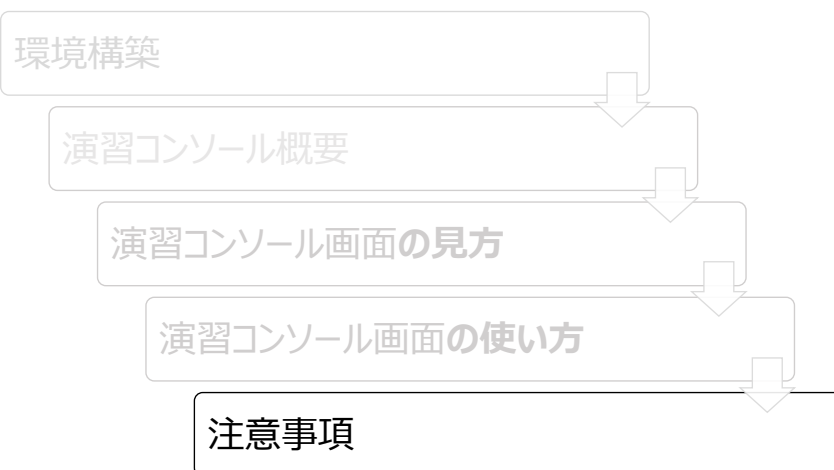 環境構築
演習コンソール概要
演習コンソール画面の見方
演習コンソール画面の使い方
注意事項